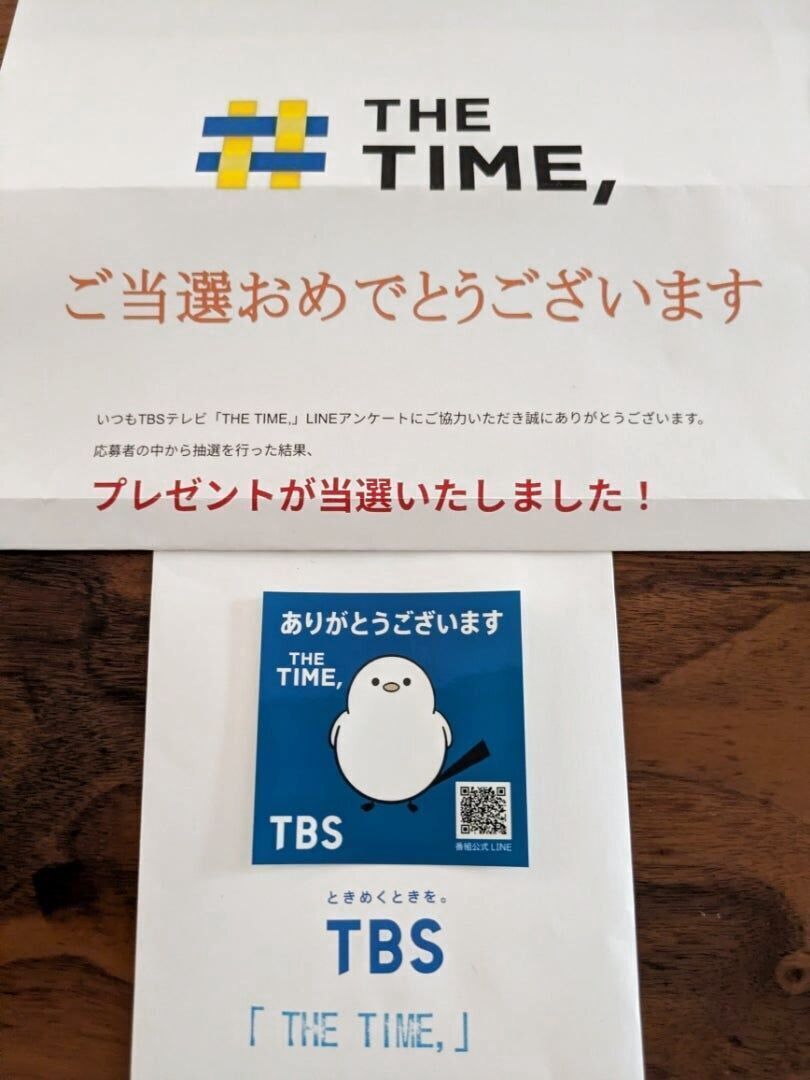 THE
TIME,
ご当選おめでとうございます
いつもTBSテレビ「THE TIME,」LINEアンケートにご協力いただき誠にありがとうございます。
応募者の中から抽選を行った結果、
プレゼントが当選いたしました！
ありがとうございます
THE
TIME,
TBS
番組公式 LINE
ときめくときを。
TBS
「 THE TIME,」